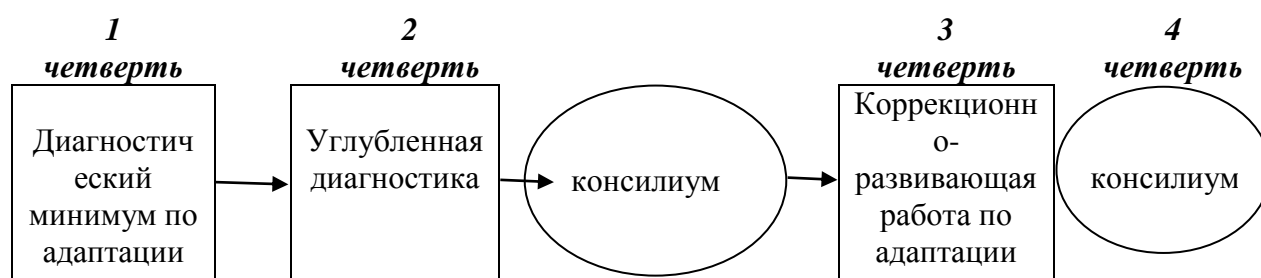 1
четверть
2
четверть
3
четверть
4
четверть
Диагностич
еский
минимум по
адаптации
Углубленная
диагностика
консилиум
Коррекционн
о-
развивающая
работа по
адаптации
консилиум